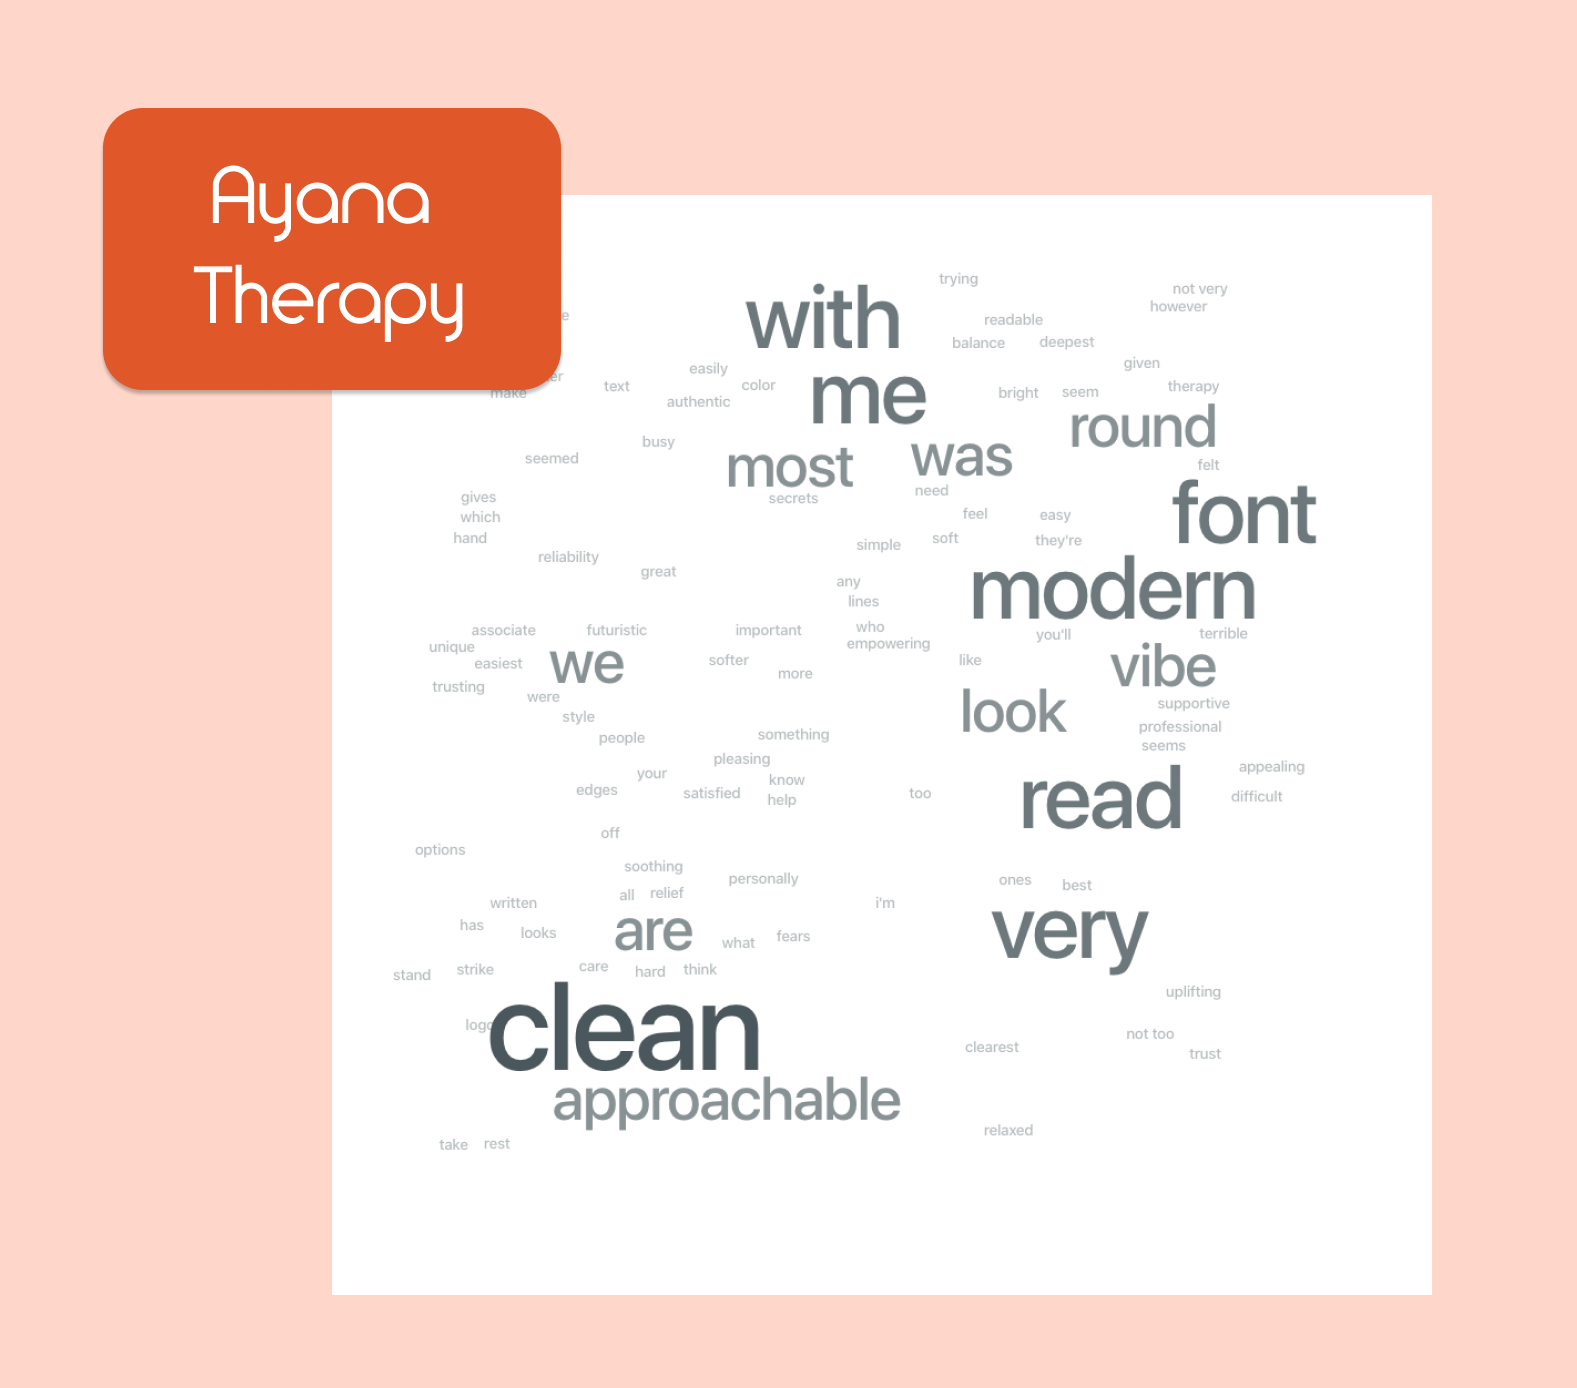 Ayana
Therapy
trying
not very
however
with
readable
balance
deepest
given
easily
color
text
make
authentic
me
bright
seem
therapy
round
busy
seemed
most
was
felt
gives
secrets
need
font
which
feel
easy
hand
simple
soft
they're
reliability
great
any
modern
lines
associate
futuristic
important
who
you'll
terrible
unique
empowering
easiest
we
softer
more
like
vibe
trusting
were
style
look
supportive
professional
people
something
seems
pleasing
appealing
your
know
edges
satisfied
help
too
read
difficult
off
options
soothing
personally
ones
best
all
relief
written
i'm
has
looks
are
what
fears
very
stand
strike
care
hard
think
uplifting
clean
not too
clearest
trust
approachable
relaxed
take
rest